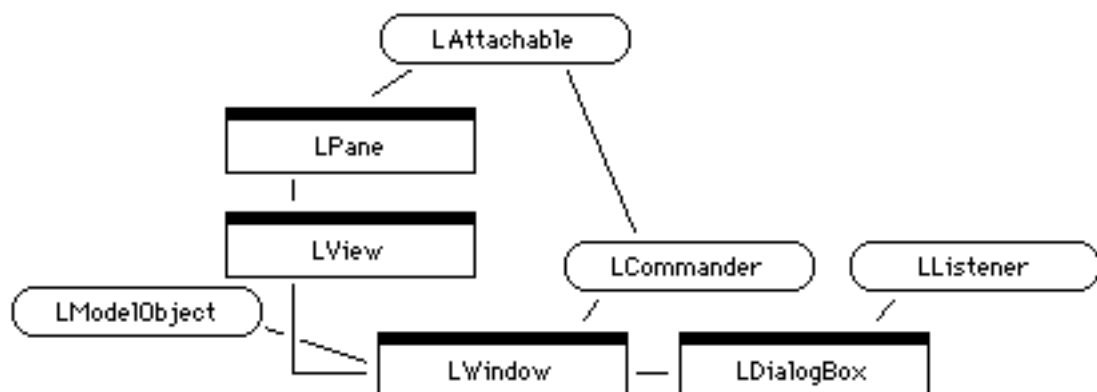 LAttachable
LPane
LView
LCommander
LListener
LModelObject
LWindow
LDialogBox